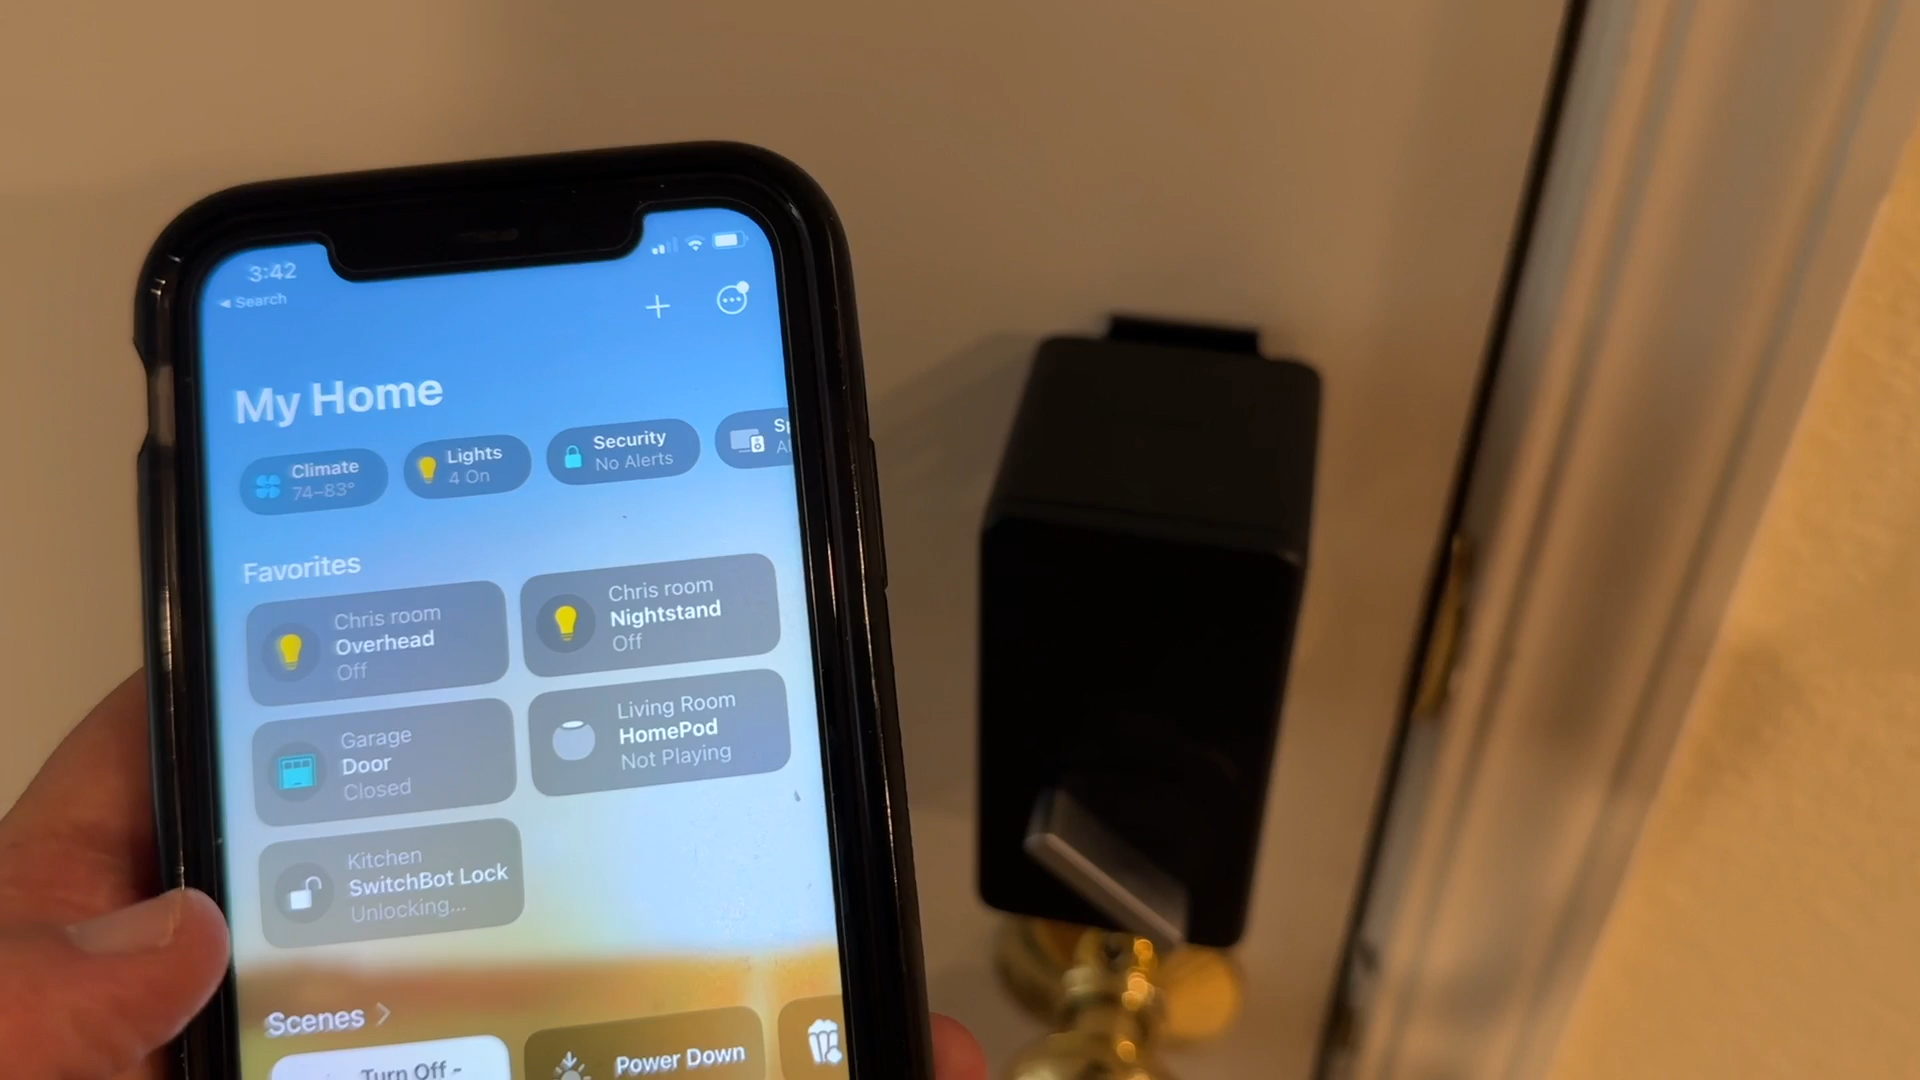 3:42
◀ Search
My Home
Climate
74–83°
Lights
4 On
Security
No Alerts
Favorites
Chris room
Overhead
Off
Chris room
Nightstand
Off
Garage
Door
Closed
Living Room
HomePod
Not Playing
Kitchen
SwitchBot Lock
Unlocking...
Scenes >
Turn Off -
Power Down